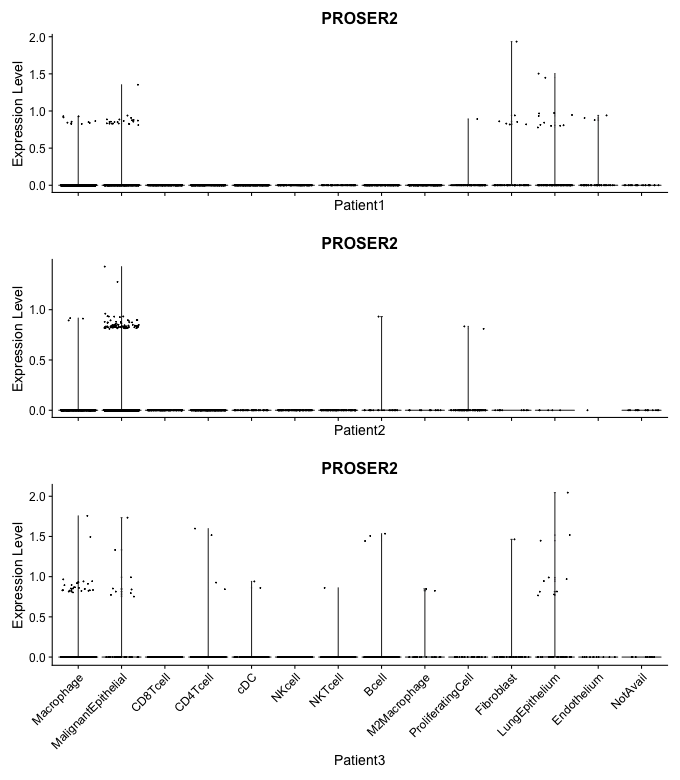 PROSER2
Expression Level
2.0
1.5
1.0
0.5
0.0
Patient1
PROSER2
Expression Level
1.0
0.5
0.0
Patient2
PROSER2
Expression Level
2.0
1.5
1.0
0.5
0.0
Macrophage
MalignantEpithelial
CD8Tcell
CD4Tcell
cDC
NKcell
NKTcell
Bcell
M2Macrophage
ProliferatingCell
Fibroblast
LungEpithelium
Endothelium
NotAvail
Patient3